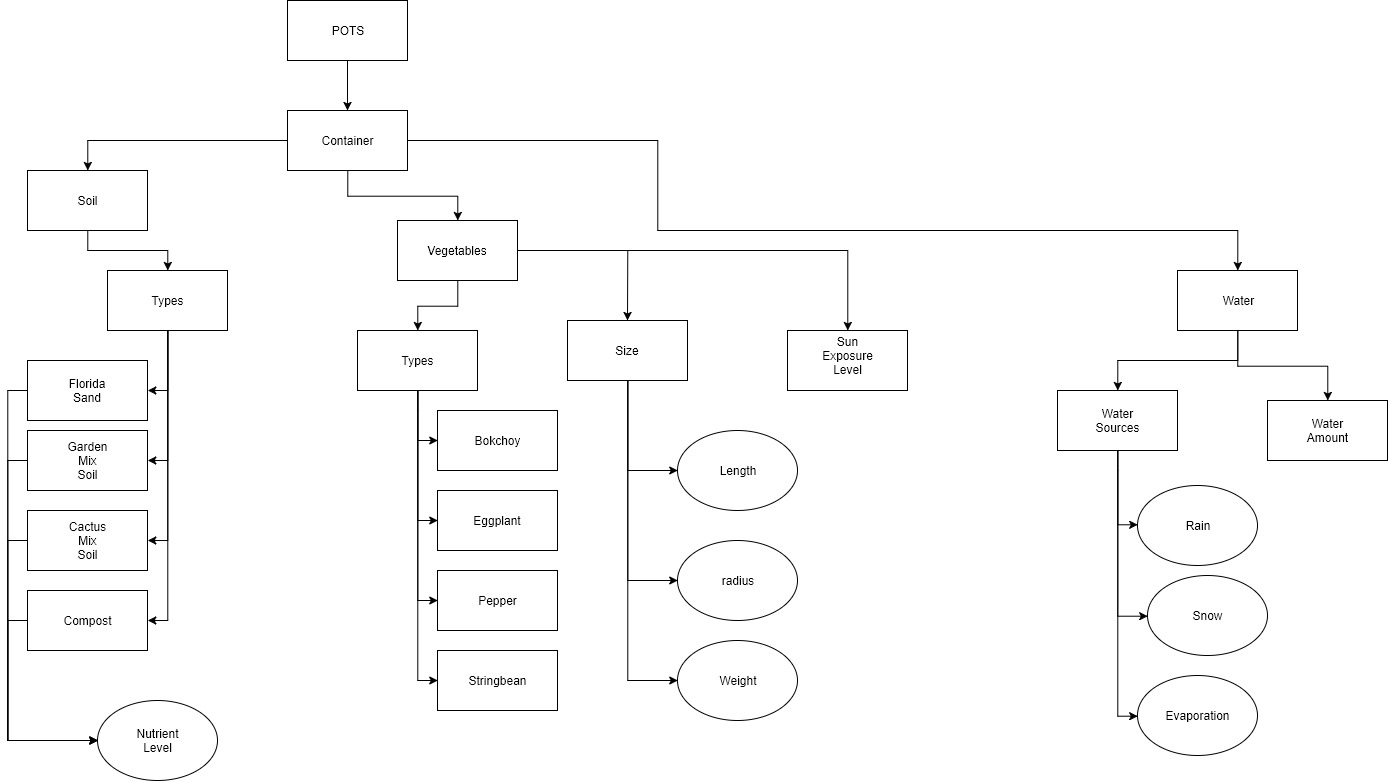 POTS
Container
Soil
Vegetables
Types
Water
Types
Size
Sun
Exposure
Level
Florida
Sand
Water
Sources
Water
Amount
Bokchoy
Garden
Mix
Soil
Length
Eggplant
Rain
Cactus
Mix
Soil
radius
Pepper
Snow
Compost
Stringbean
Weight
Evaporation
Nutrient
Level